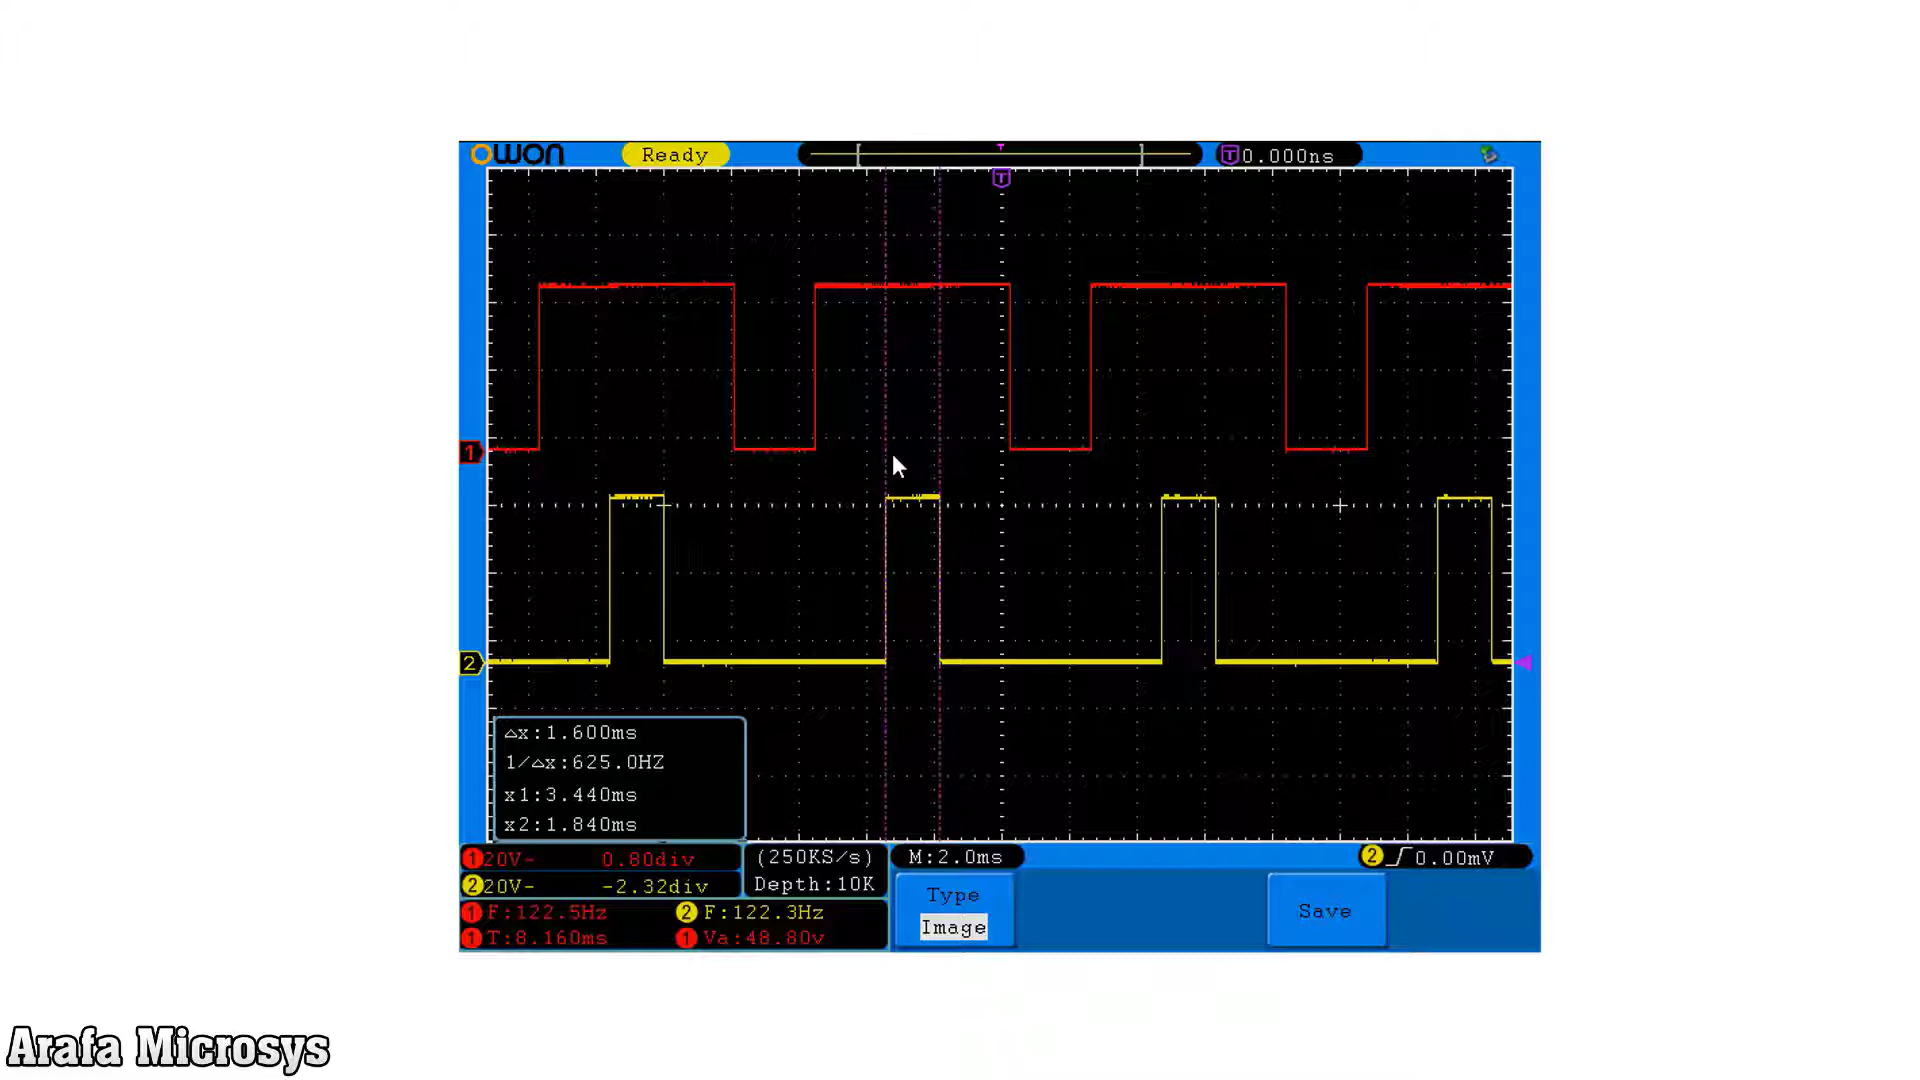 OWON
Ready
T
T 0.000ns
T
1
2
△x:1.600ms
1/△x:625.0HZ
x1:3.440ms
x2:1.840ms
1 20V- 0.80div
2 20V- -2.32div
(250KS/s)
Depth:10K
M:2.0ms
2 0.00mV
1 F:122.5Hz 2 F:122.3Hz
1 T:8.160ms 1 Va:48.80v
Type
Image
Save
Arafa Microsys